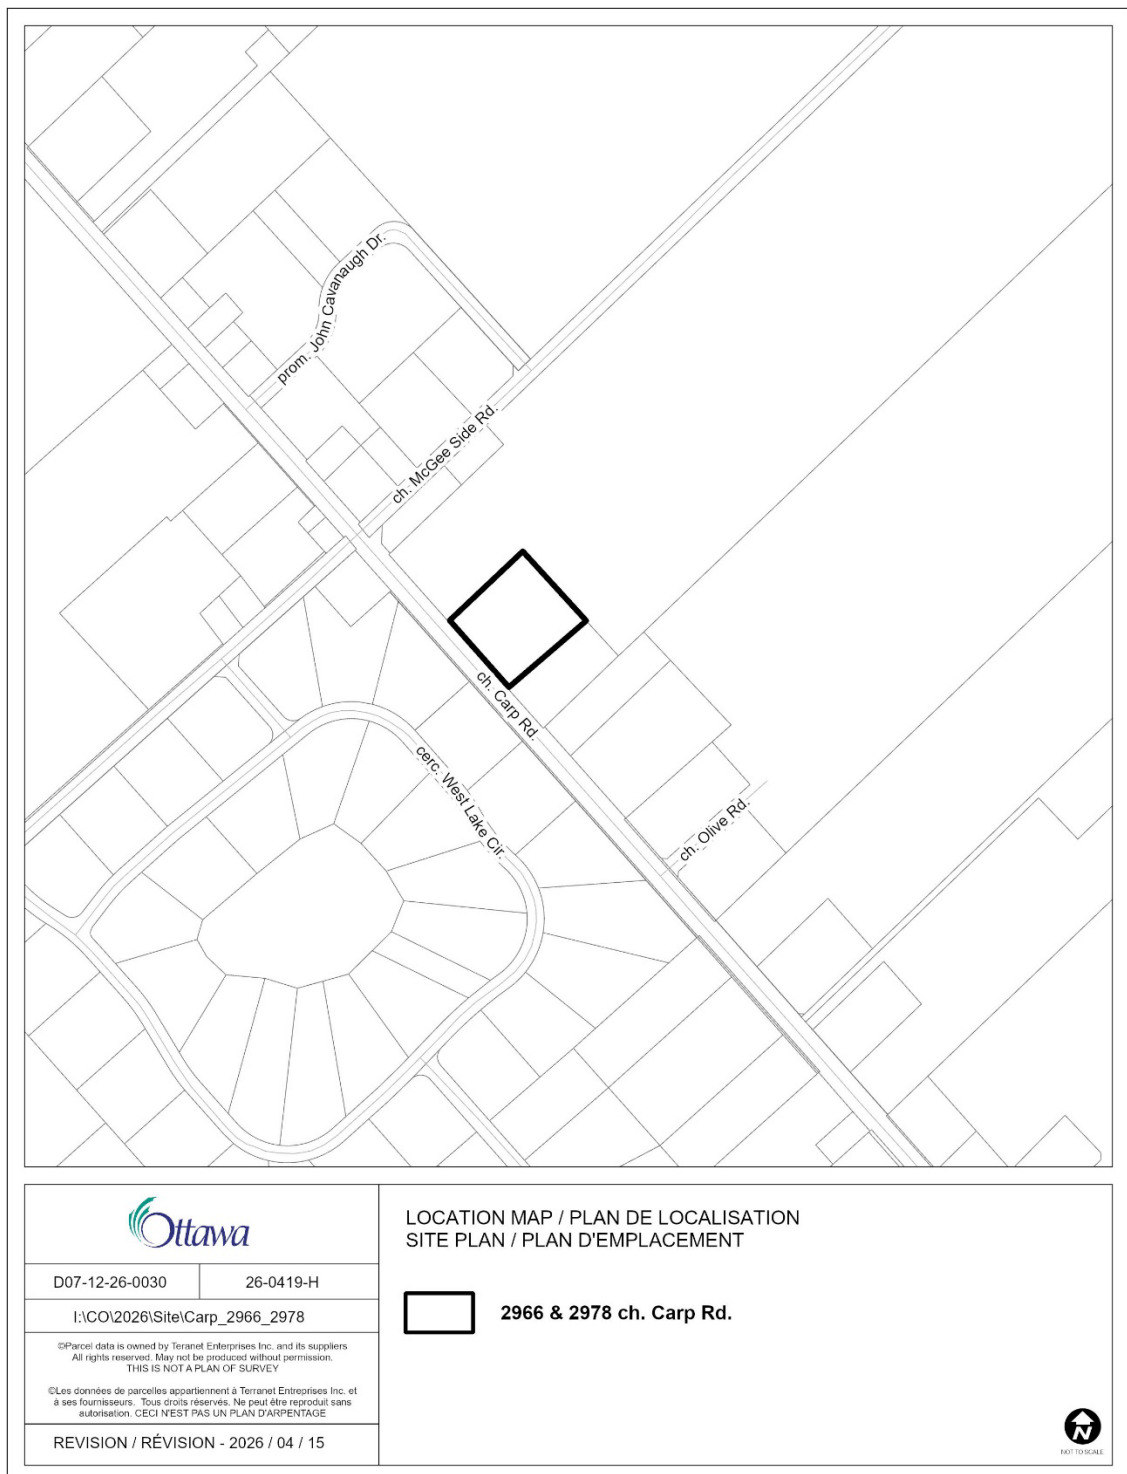 prom. John Cavanaugh Dr.
ch. McGee Side Rd.
ch. Carp Rd.
cerc. West Lake Cir.
ch. Olive Rd.
Ottawa
D07-12-26-0030
26-0419-H
I:\CO\2026\Site\Carp_2966_2978
©Parcel data is owned by Teranet Enterprises Inc. and its suppliers
All rights reserved. May not be produced without permission.
THIS IS NOT A PLAN OF SURVEY
©Les données de parcelles appartiennent à Terranet Entreprises Inc. et
à ses fournisseurs. Tous droits réservés. Ne peut être reproduit sans
autorisation. CECI N'EST PAS UN PLAN D'ARPENTAGE
REVISION / RÉVISION - 2026 / 04 / 15
LOCATION MAP / PLAN DE LOCALISATION
SITE PLAN / PLAN D'EMPLACEMENT
2966 & 2978 ch. Carp Rd.
N
NOT TO SCALE